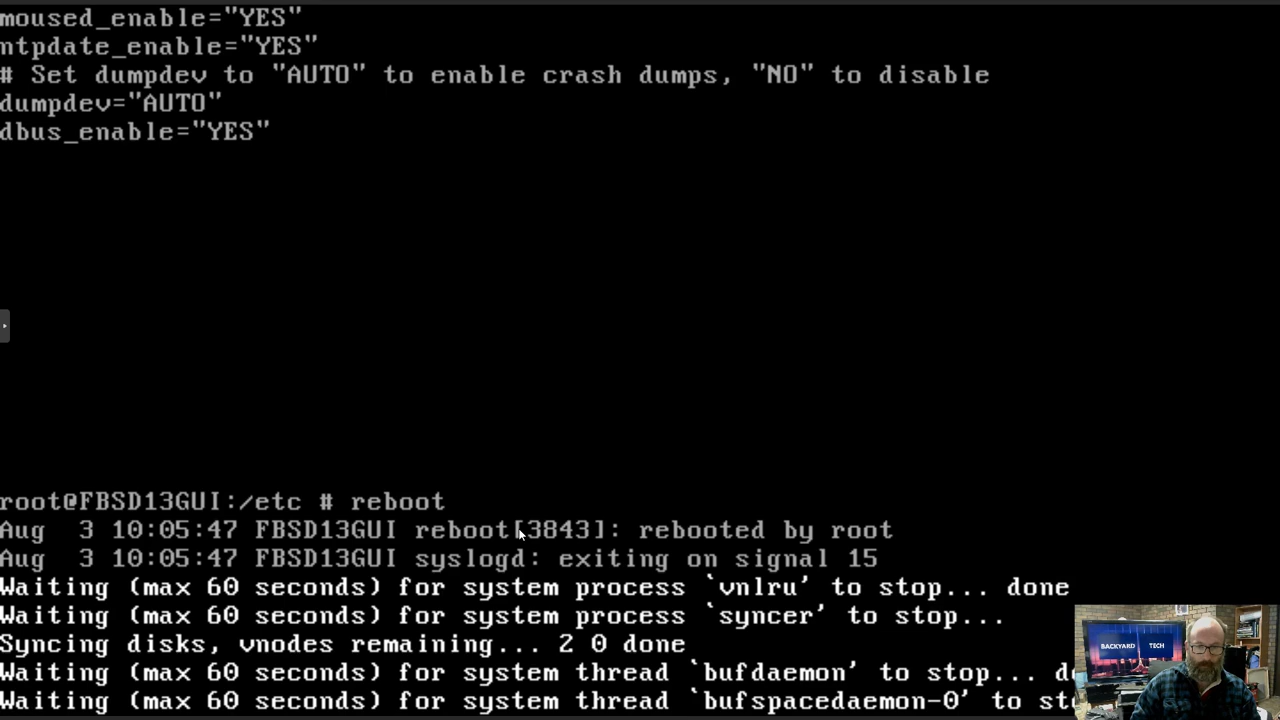 moused_enable="YES"
ntpdate_enable="YES"
# Set dumpdev to "AUTO" to enable crash dumps, "NO" to disable
dumpdev="AUTO"
dbus_enable="YES"
root@FBSD13GUI:/etc # reboot
Aug  3 10:05:47 FBSD13GUI reboot[3843]: rebooted by root
Aug  3 10:05:47 FBSD13GUI syslogd: exiting on signal 15
Waiting (max 60 seconds) for system process `vnlru' to stop... done
Waiting (max 60 seconds) for system process `syncer' to stop...
Syncing disks, vnodes remaining... 2 0 done
Waiting (max 60 seconds) for system thread `bufdaemon' to stop...
Waiting (max 60 seconds) for system thread `bufspacedaemon-0' to
BACKYARD TECH